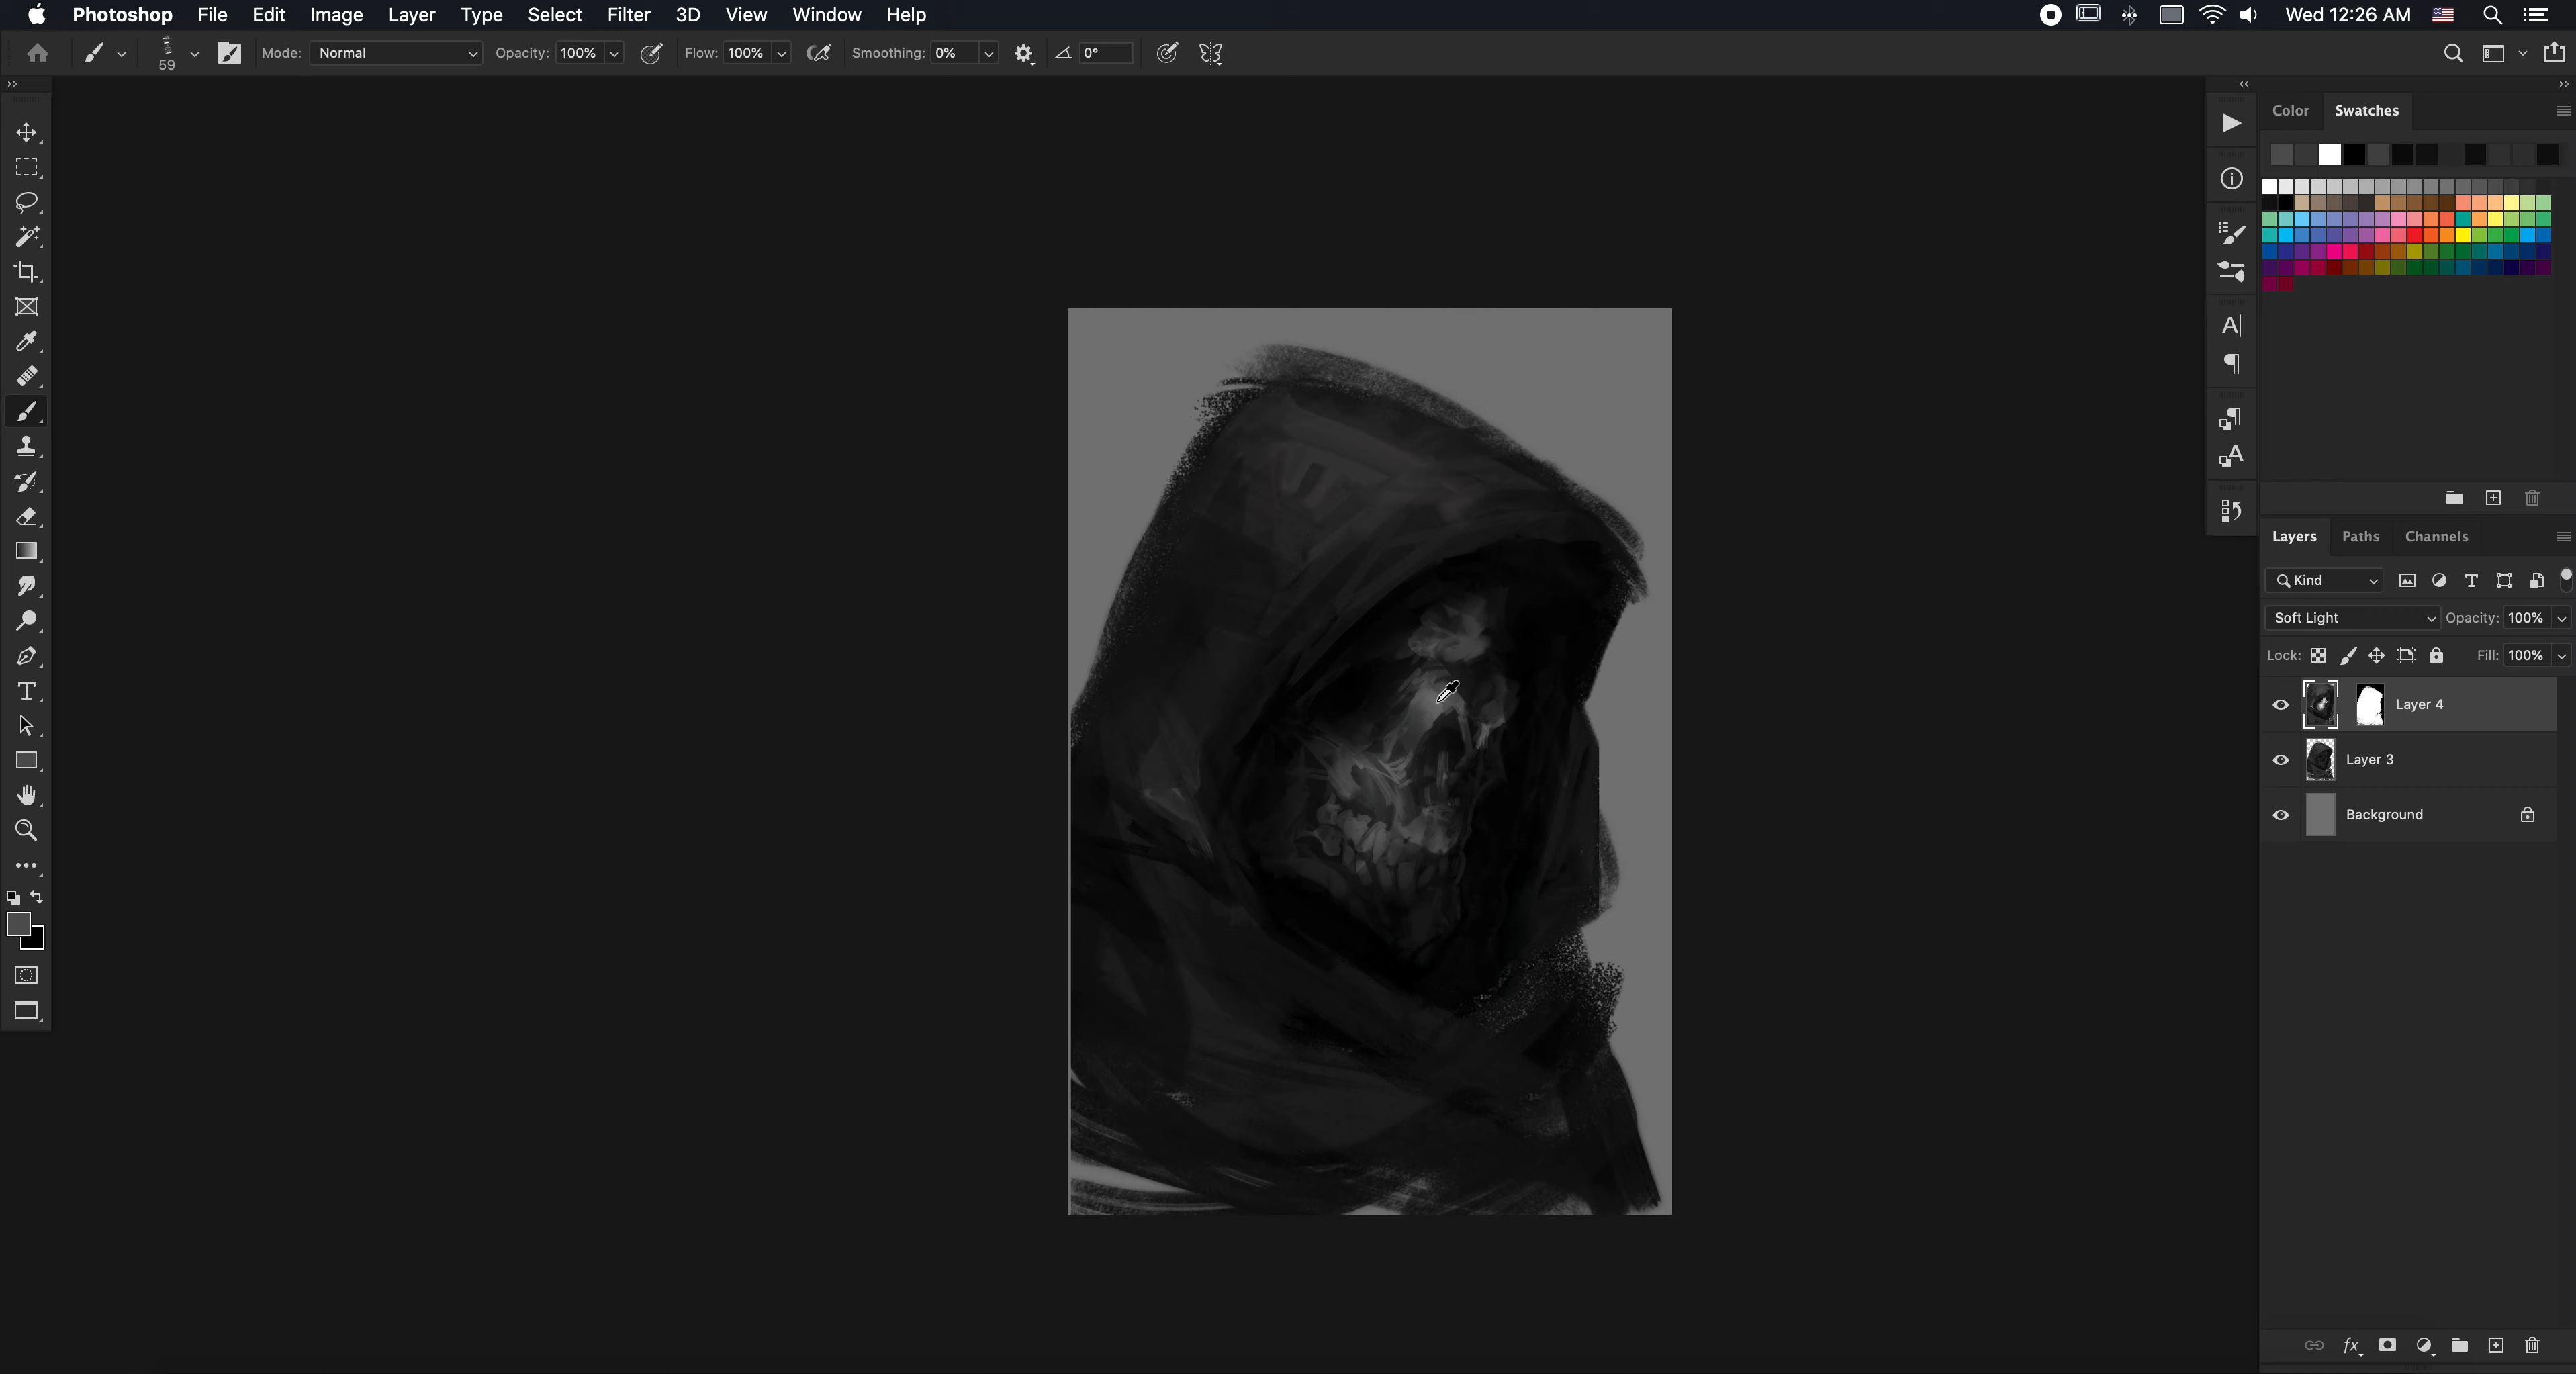 Photoshop File Edit Image Layer Type Select Filter 3D View Window Help Wed 12:26 AM
59 Mode: Normal Opacity: 100% Flow: 100% Smoothing: 0% 0°
Color Swatches
Layers Paths Channels
Kind
Soft Light Opacity: 100%
Lock: Fill: 100%
Layer 4
Layer 3
Background